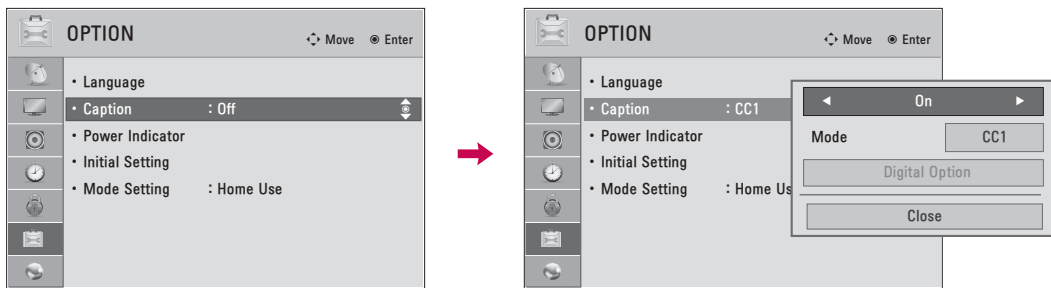 OPTION
Move Enter
• Language
• Caption : Off
• Power Indicator
• Initial Setting
• Mode Setting : Home Use
OPTION
Move Enter
• Language
• Caption : CC1
• Power Indicator
• Initial Setting
• Mode Setting : Home Us
◄ On ►
Mode CC1
Digital Option
Close